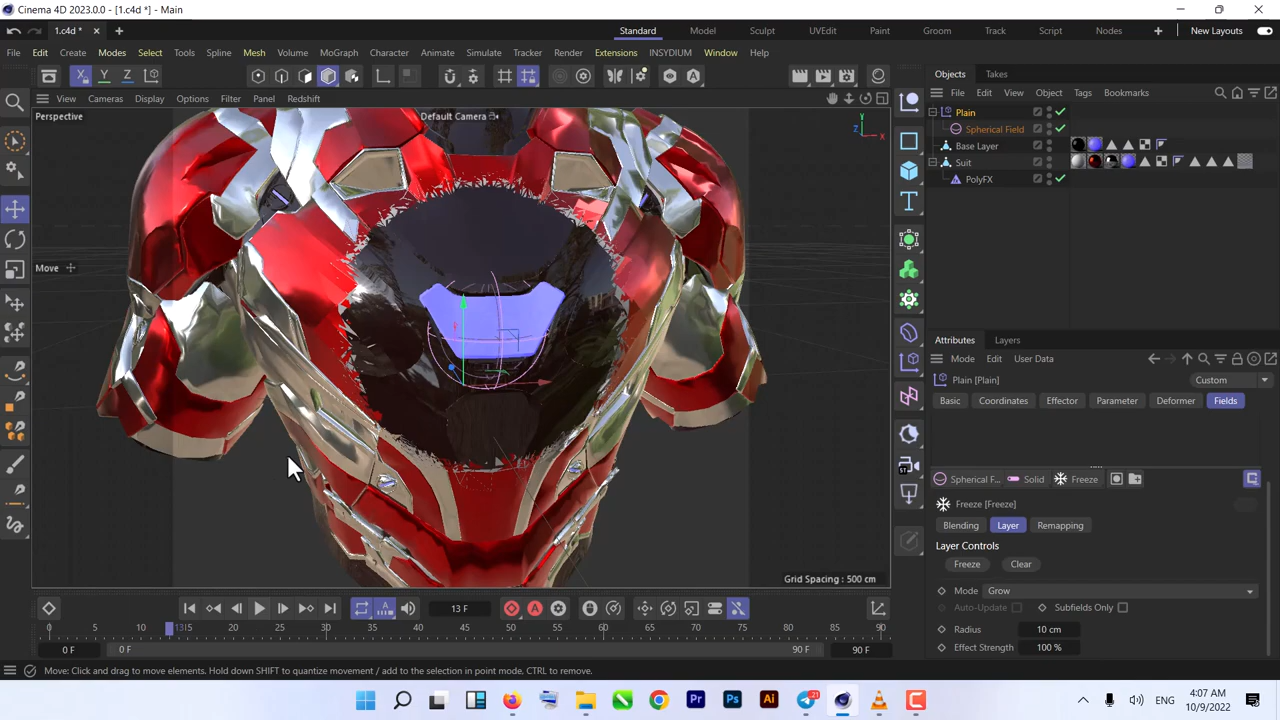 Cinema 4D 2023.0.0 - [1.c4d *] - Main
1.c4d *
Standard Model Sculpt UVEdit Paint Groom Track Script Nodes New Layouts
File Edit Create Modes Select Tools Spline Mesh Volume MoGraph Character Animate Simulate Tracker Render Extensions INSYDIUM Window Help
X Y Z
View Cameras Display Options Filter Panel Redshift
Perspective
Default Camera
Y
Z X
Move
Grid Spacing : 500 cm
Objects Takes
File Edit View Object Tags Bookmarks
Plain
Spherical Field
Base Layer
Suit
PolyFX
Attributes Layers
Mode Edit User Data
Plain [Plain] Custom
Basic Coordinates Effector Parameter Deformer Fields
Spherical F... Solid Freeze
Freeze [Freeze]
Blending Layer Remapping
Layer Controls
Freeze Clear
Mode Grow
Auto-Update Subfields Only
Radius 10 cm
Effect Strength 100 %
13 F
0 5 10 13 15 20 25 30 35 40 45 50 55 60 65 70 75 80 85 90
0 F 0 F 90 F 90 F
Move: Click and drag to move elements. Hold down SHIFT to quantize movement / add to the selection in point mode, CTRL to remove.
ENG
4:07 AM
10/9/2022